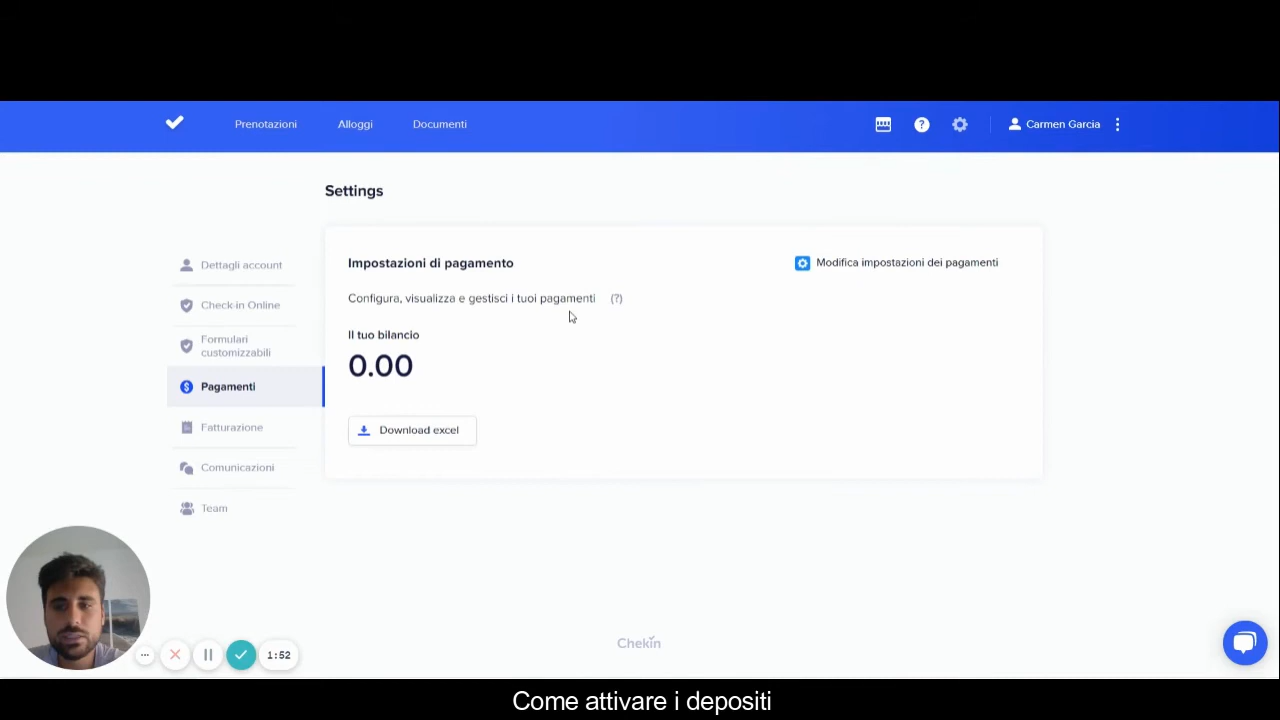 Prenotazioni
Alloggi
Documenti
?
Carmen Garcia
Settings
Dettagli account
Check-in Online
Formulari
customizzabili
Pagamenti
Fatturazione
Comunicazioni
Team
Impostazioni di pagamento
Modifica impostazioni dei pagamenti
Configura, visualizza e gestisci i tuoi pagamenti (?)
Il tuo bilancio
0.00
Download excel
1:52
Chekin
Come attivare i depositi